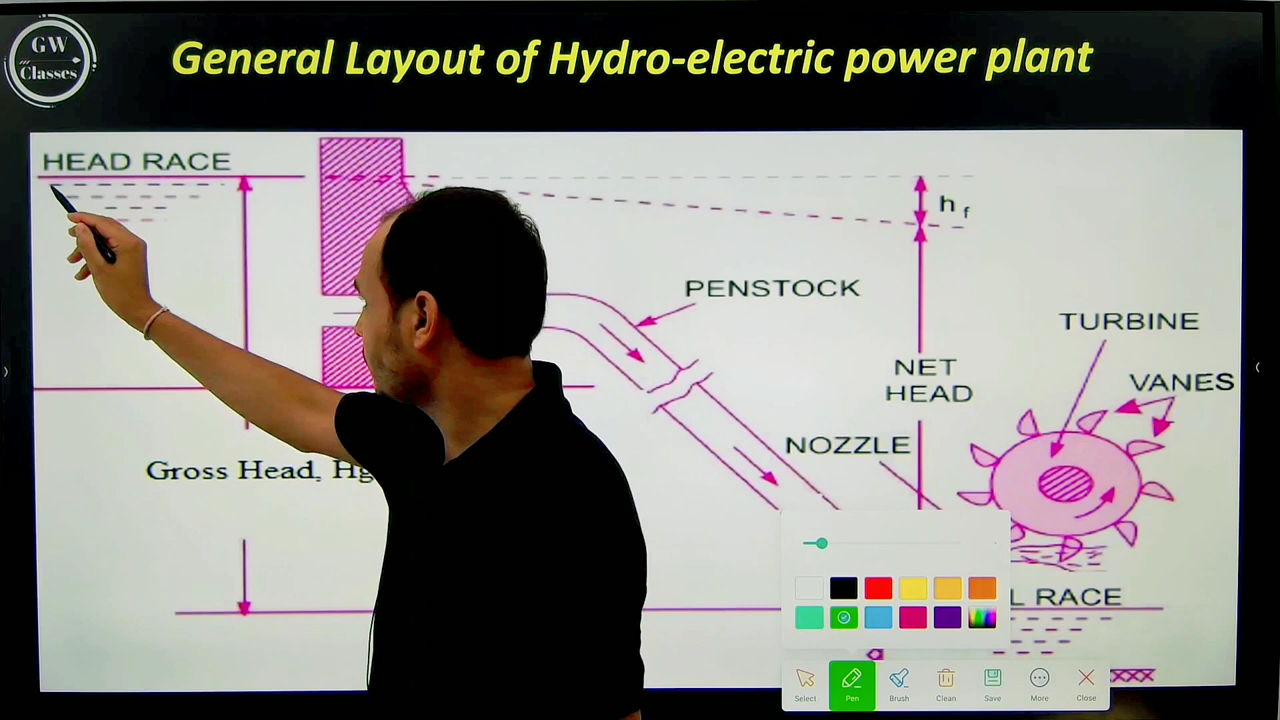 GW
Classes
General Layout of Hydro-electric power plant
HEAD RACE
h f
PENSTOCK
TURBINE
NET
HEAD
VANES
NOZZLE
Gross Head, Hg
L RACE
Select
Pen
Brush
Clean
Save
More
Close